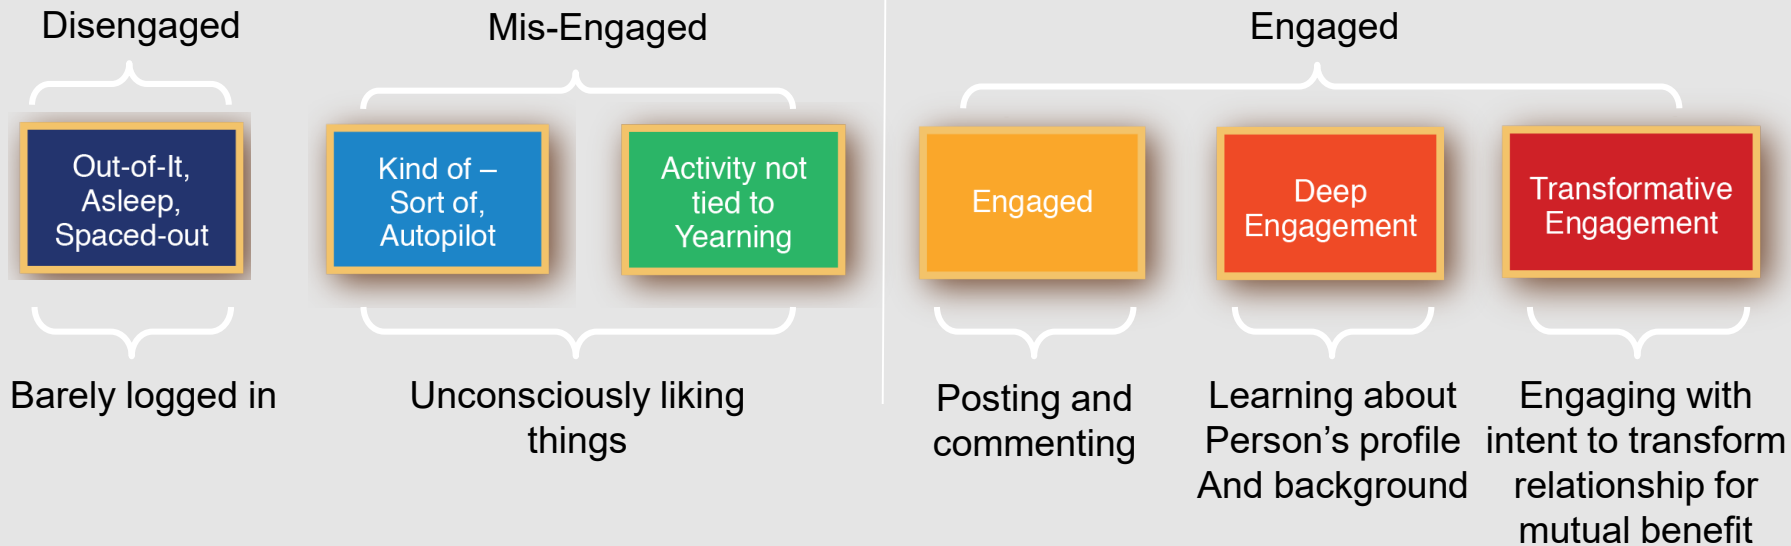 Disengaged
Mis-Engaged
Engaged
Out-of-It,
Asleep,
Spaced-out
Kind of –
Sort of,
Autopilot
Activity not
tied to
Yearning
Engaged
Deep
Engagement
Transformative
Engagement
Barely logged in
Unconsciously liking
things
Posting and
commenting
Learning about
Person’s profile
And background
Engaging with
intent to transform
relationship for
mutual benefit